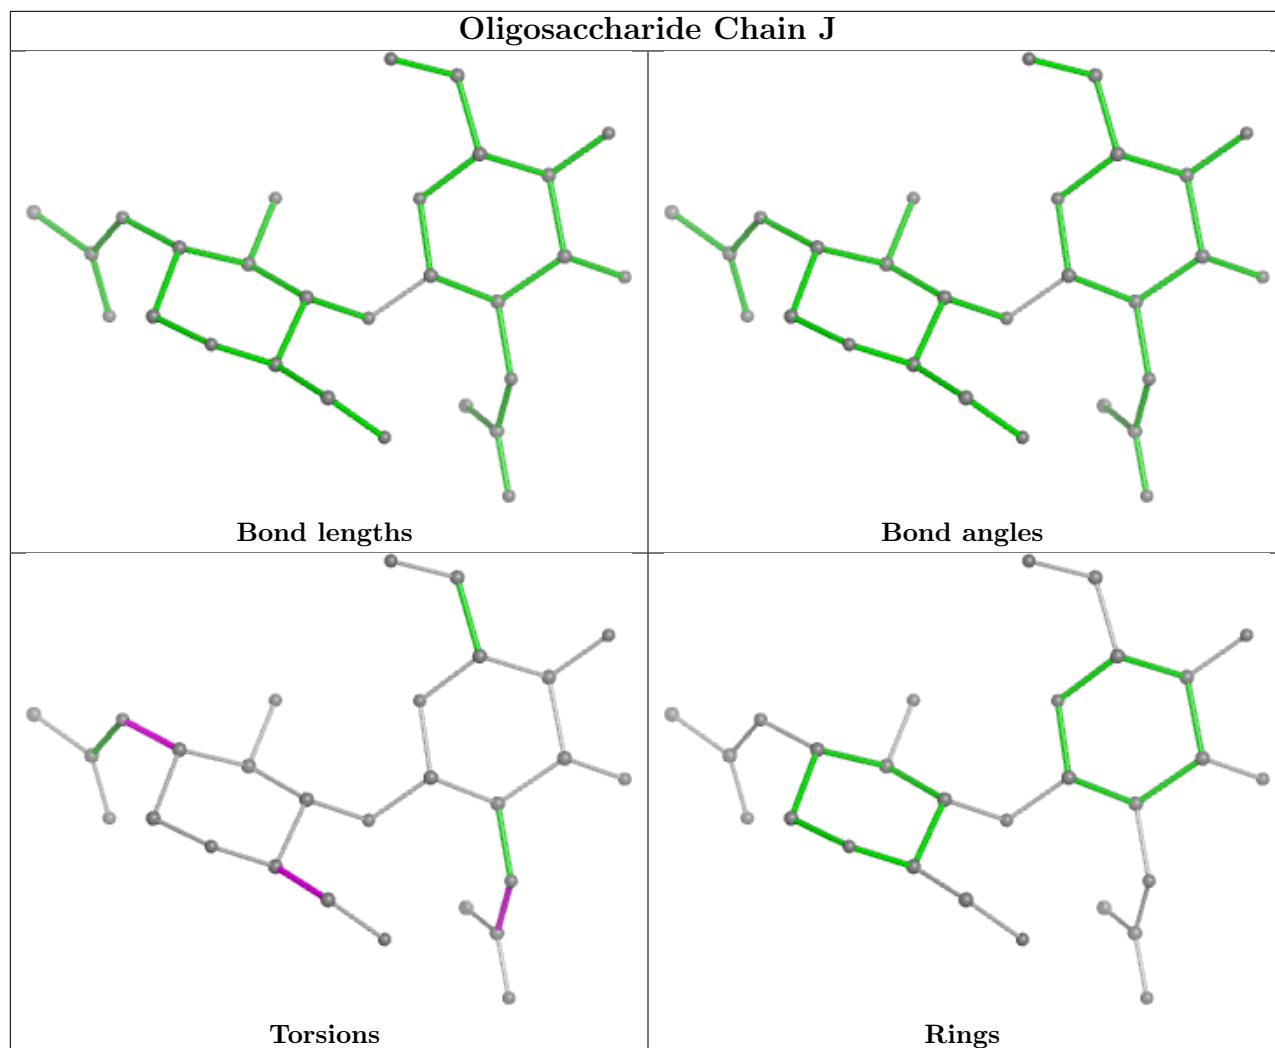 Oligosaccharide Chain J
Bond lengths
Bond angles
Torsions
Rings